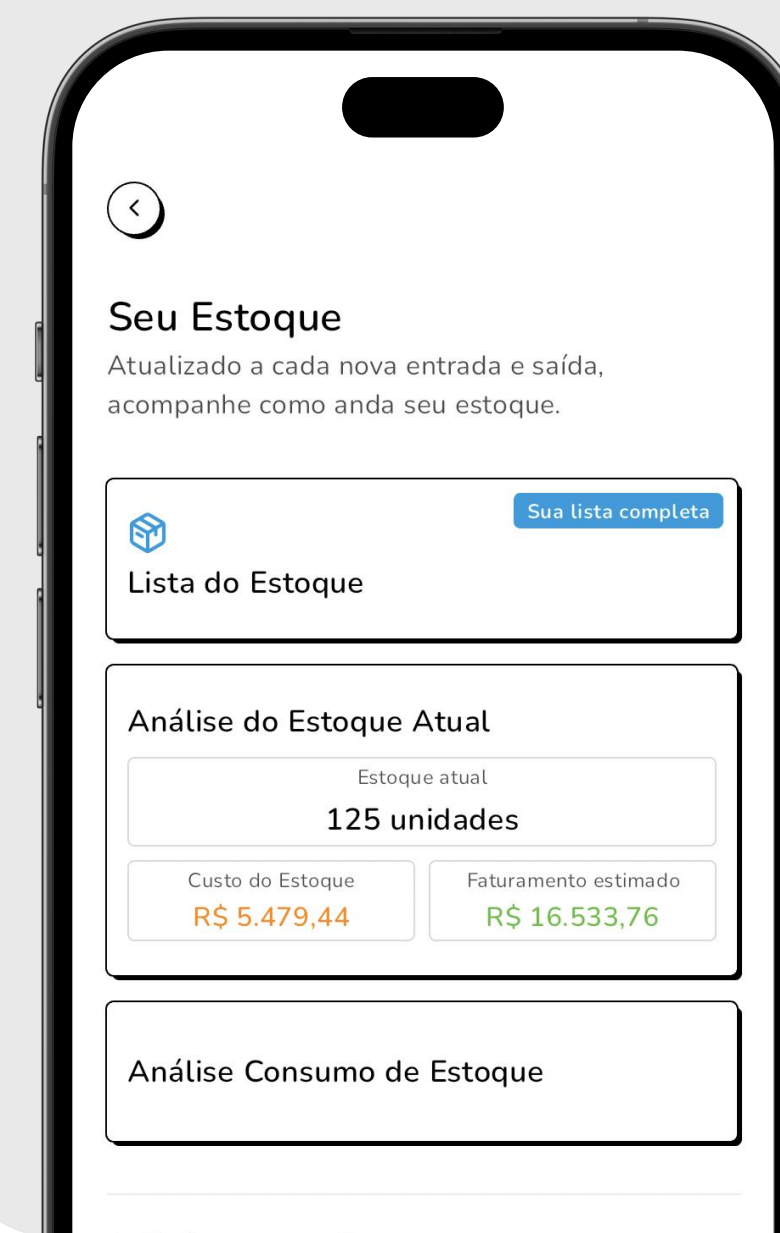 Seu Estoque
Atualizado a cada nova entrada e saída,
acompanhe como anda seu estoque.
Sua lista completa
Lista do Estoque
Análise do Estoque Atual
Estoque atual
125 unidades
Custo do Estoque
R$ 5.479,44
Faturamento estimado
R$ 16.533,76
Análise Consumo de Estoque